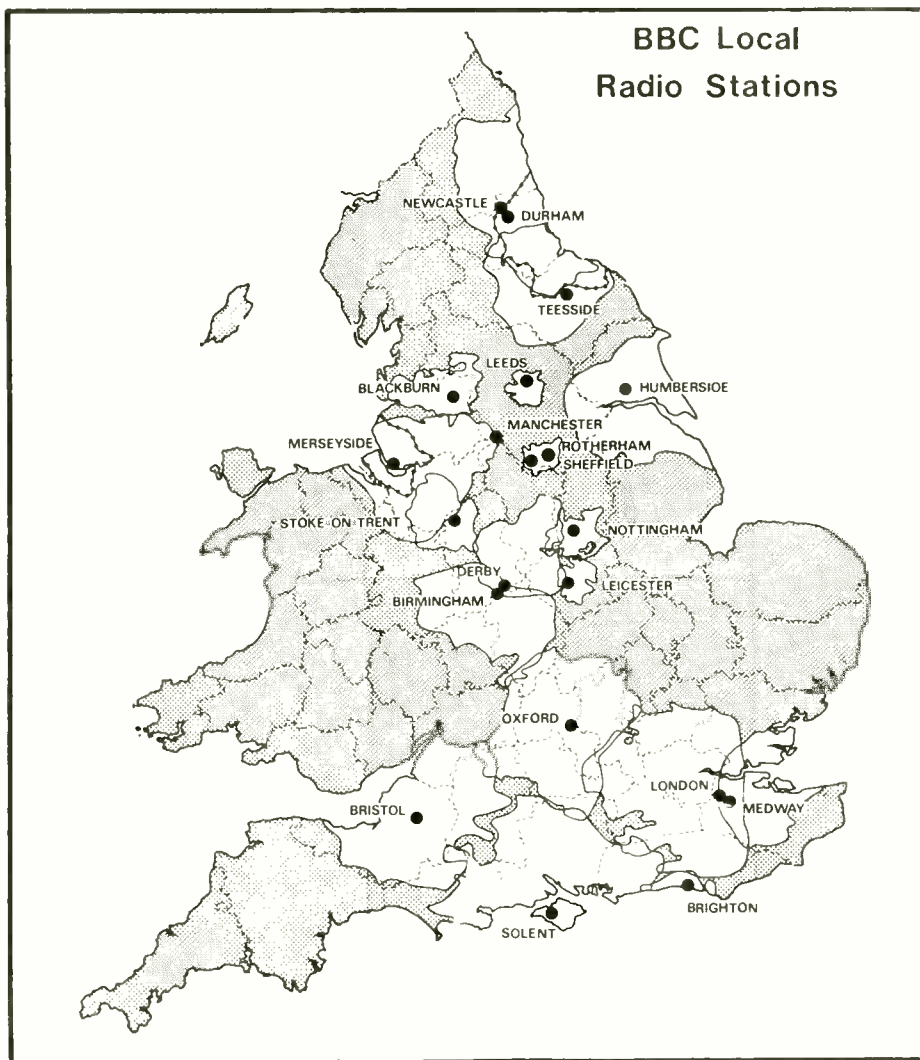 BBC Local
Radio Stations
NEWCASTLE
DURHAM
TEESSIDE
LEEDS
BLACKBURN
HUMBERSIDE
MANCHESTER
MERSEYSIDE
ROTHERHAM
SHEFFIELD
STOKE-ON-TRENT
NOTTINGHAM
DERBY
LEICESTER
BIRMINGHAM
OXFORD
LONDON
MEDWAY
BRISTOL
BRIGHTON
SOLENT